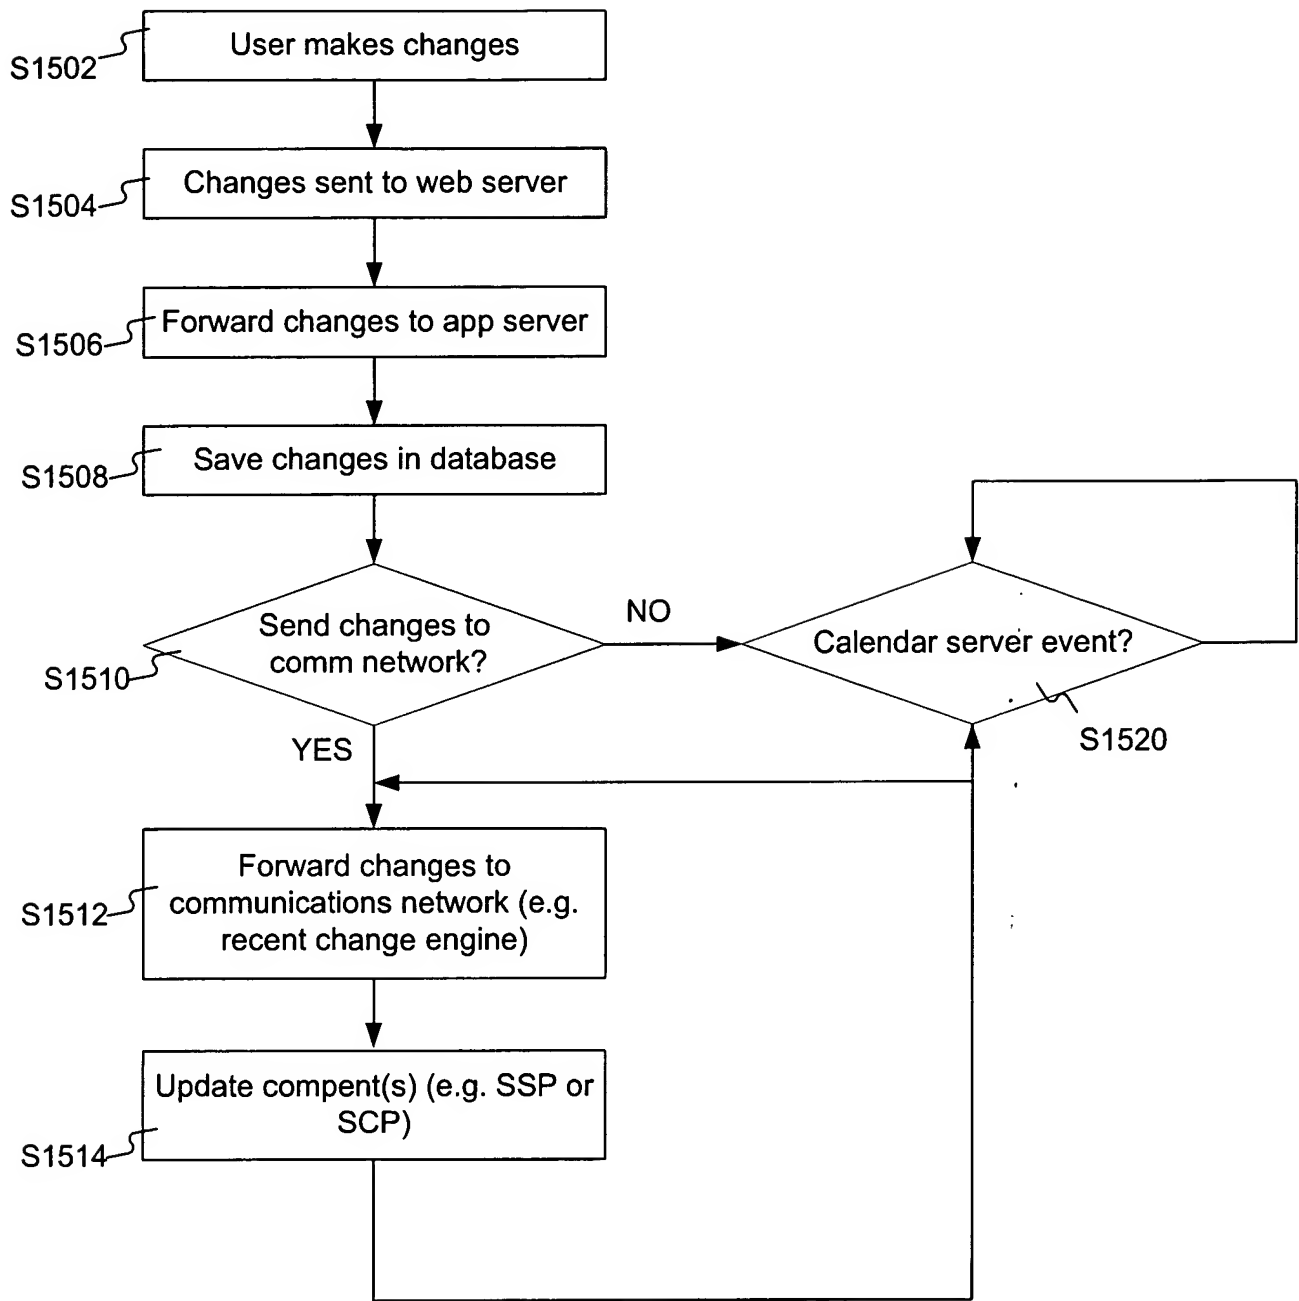 User makes changes
S1502
Changes sent to web server
S1504
Forward changes to app server
S1506
Save changes in database
S1508
Send changes to
comm network?
S1510
NO
Calendar server event?
S1520
YES
Forward changes to
communications network (e.g.
recent change engine)
S1512
Update compent(s) (e.g. SSP or
SCP)
S1514